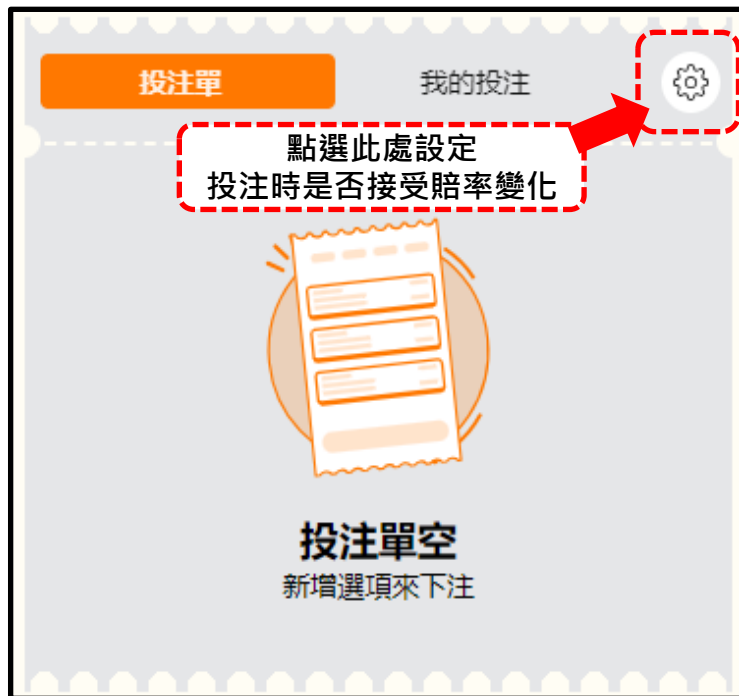 投注單
我的投注
點選此處設定
投注時是否接受賠率變化
投注單空
新增選項來下注